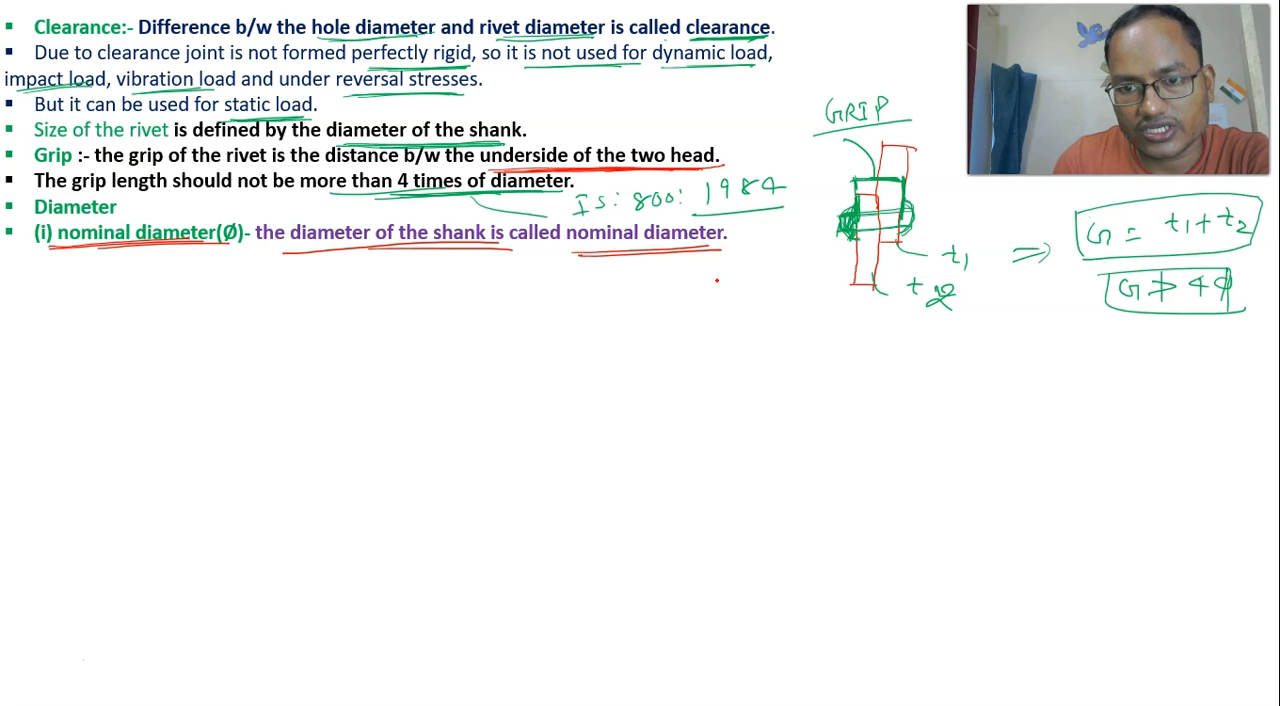 ▪ Clearance:- Difference b/w the hole diameter and rivet diameter is called clearance.
▪ Due to clearance joint is not formed perfectly rigid, so it is not used for dynamic load,
impact load, vibration load and under reversal stresses.
▪ But it can be used for static load.
▪ Size of the rivet is defined by the diameter of the shank.
▪ Grip :- the grip of the rivet is the distance b/w the underside of the two head.
▪ The grip length should not be more than 4 times of diameter.
▪ Diameter
▪ (i) nominal diameter(Ø)- the diameter of the shank is called nominal diameter.
IS: 800: 1984
GRIP
t1
t2
⇒ G = t1+t2
G ≯ 4φ